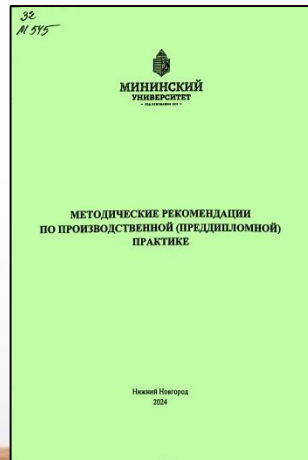 32
М 545
МИНИНСКИЙ
УНИВЕРСИТЕТ
МЕТОДИЧЕСКИЕ РЕКОМЕНДАЦИИ
ПО ПРОИЗВОДСТВЕННОЙ (ПРЕДДИПЛОМНОЙ)
ПРАКТИКЕ
Нижний Новгород
2024